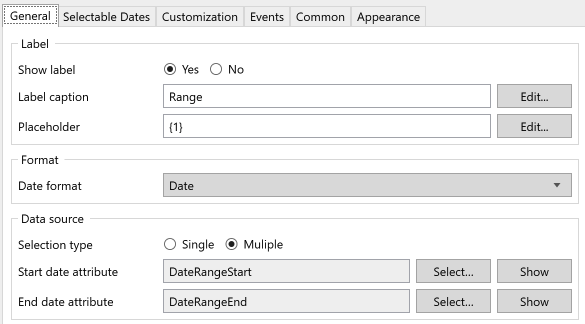 General Selectable Dates Customization Events Common Appearance
Label
Show label Yes No
Label caption Range Edit...
Placeholder {1} Edit...
Format
Date format Date
Data source
Selection type Single Muliple
Start date attribute DateRangeStart Select... Show
End date attribute DateRangeEnd Select... Show